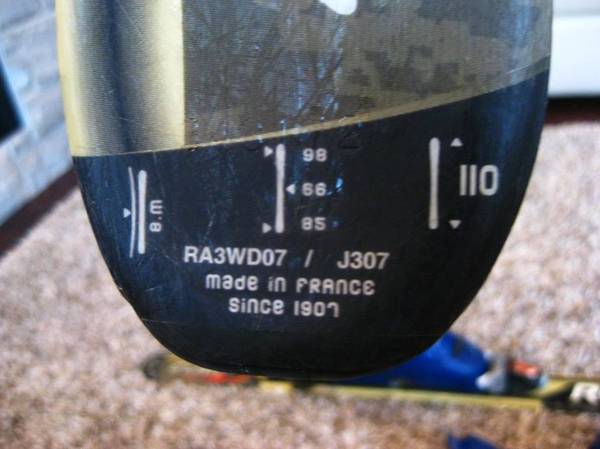 98
66
85
8.m
110
RA3WD07 / J307
made in FRANCE
since 1907
R